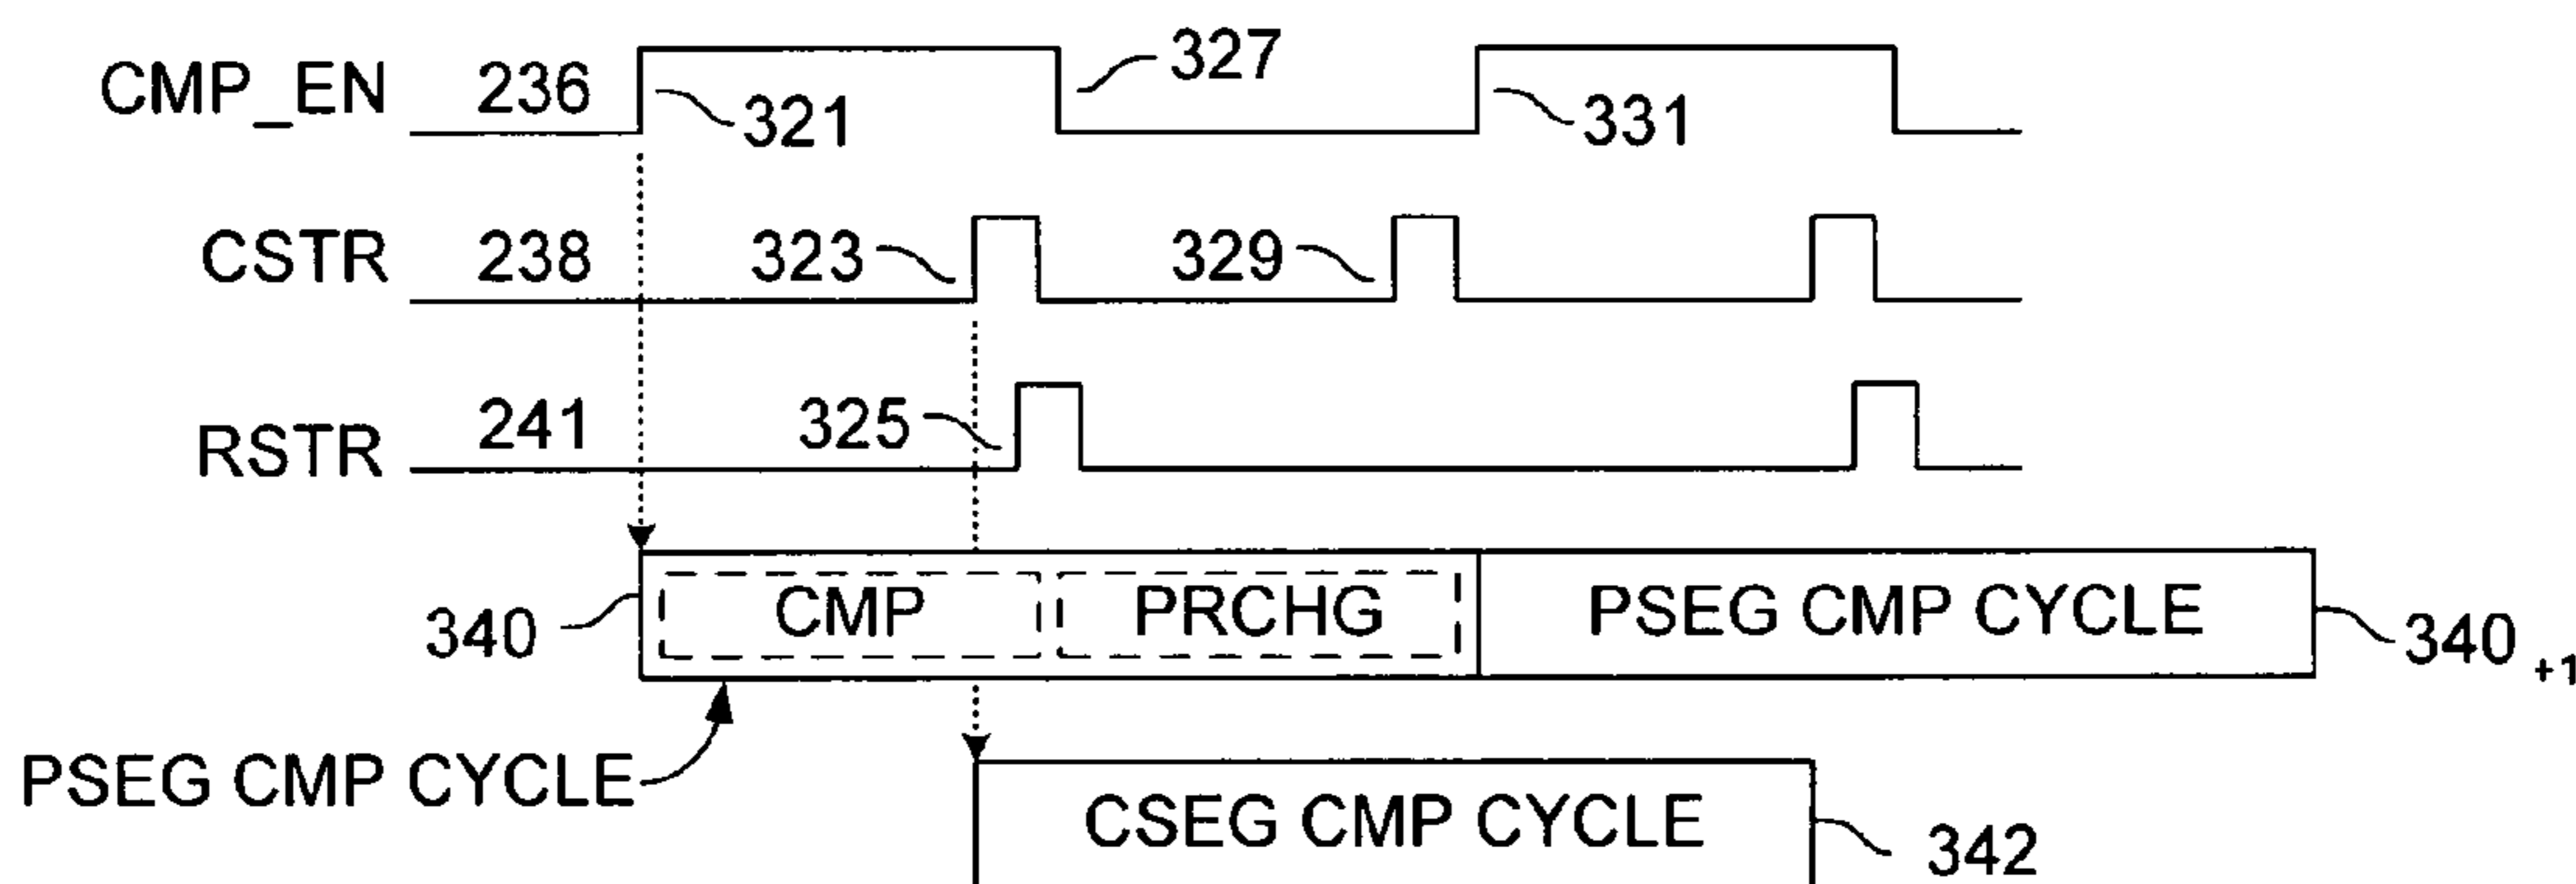 CMP_EN 236 321 327 331
CSTR 238 323 329
RSTR 241 325
340 CMP PRCHG PSEG CMP CYCLE 340 +1
PSEG CMP CYCLE
CSEG CMP CYCLE 342